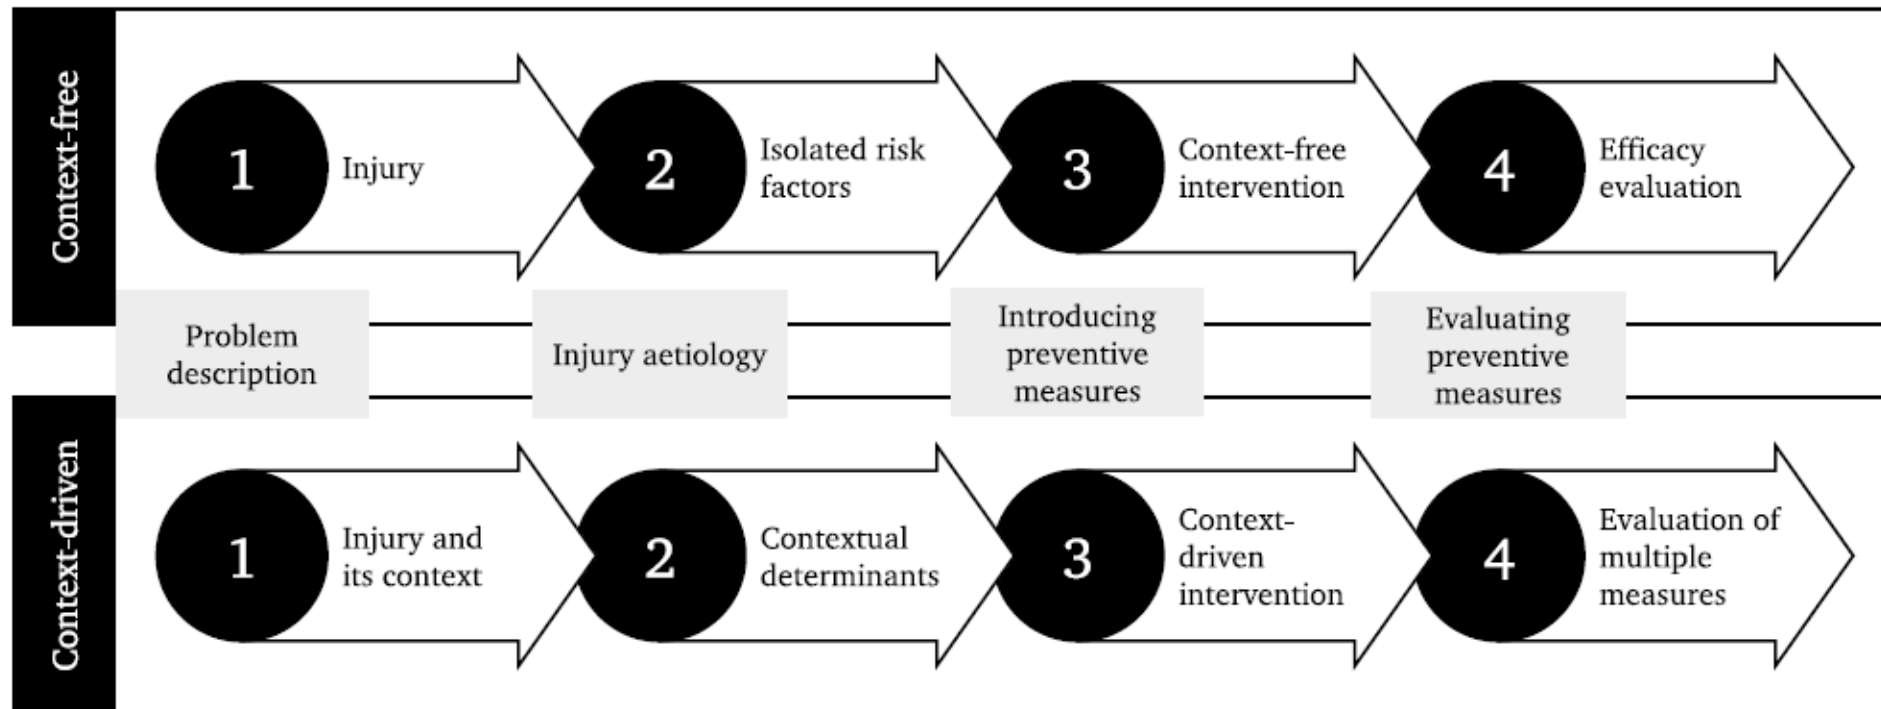 Context-free
1
Injury
2
Isolated risk
factors
3
Context-free
intervention
4
Efficacy
evaluation
Problem
description
Injury aetiology
Introducing
preventive
measures
Evaluating
preventive
measures
Context-driven
1
Injury and
its context
2
Contextual
determinants
3
Context-
driven
intervention
4
Evaluation of
multiple
measures